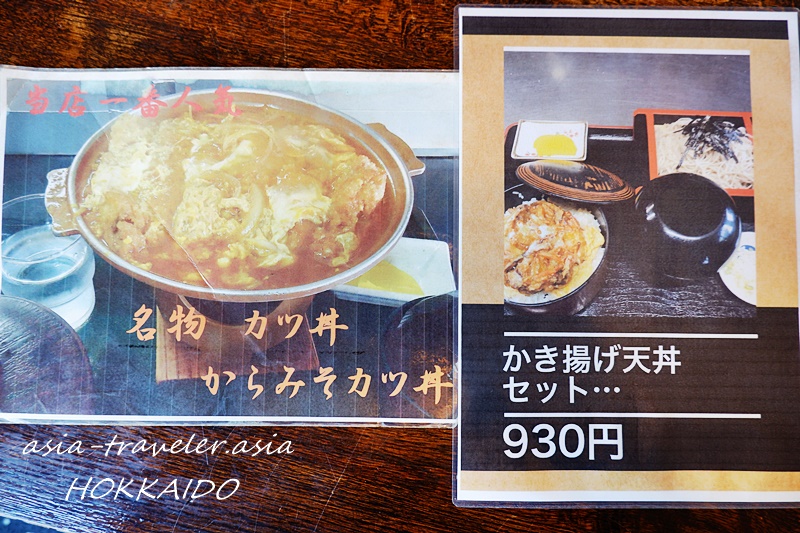 当店一番人気
名物 カツ丼
からみそカツ丼
かき揚げ天丼
セット…
930円
asia-traveler.asia
HOKKAIDO